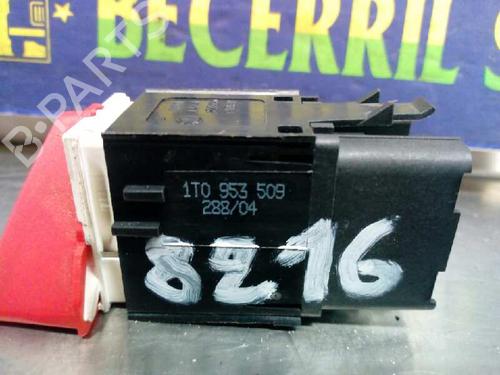 BECERRIL S
B-PARTS
1T0 953 509
288/04
8216